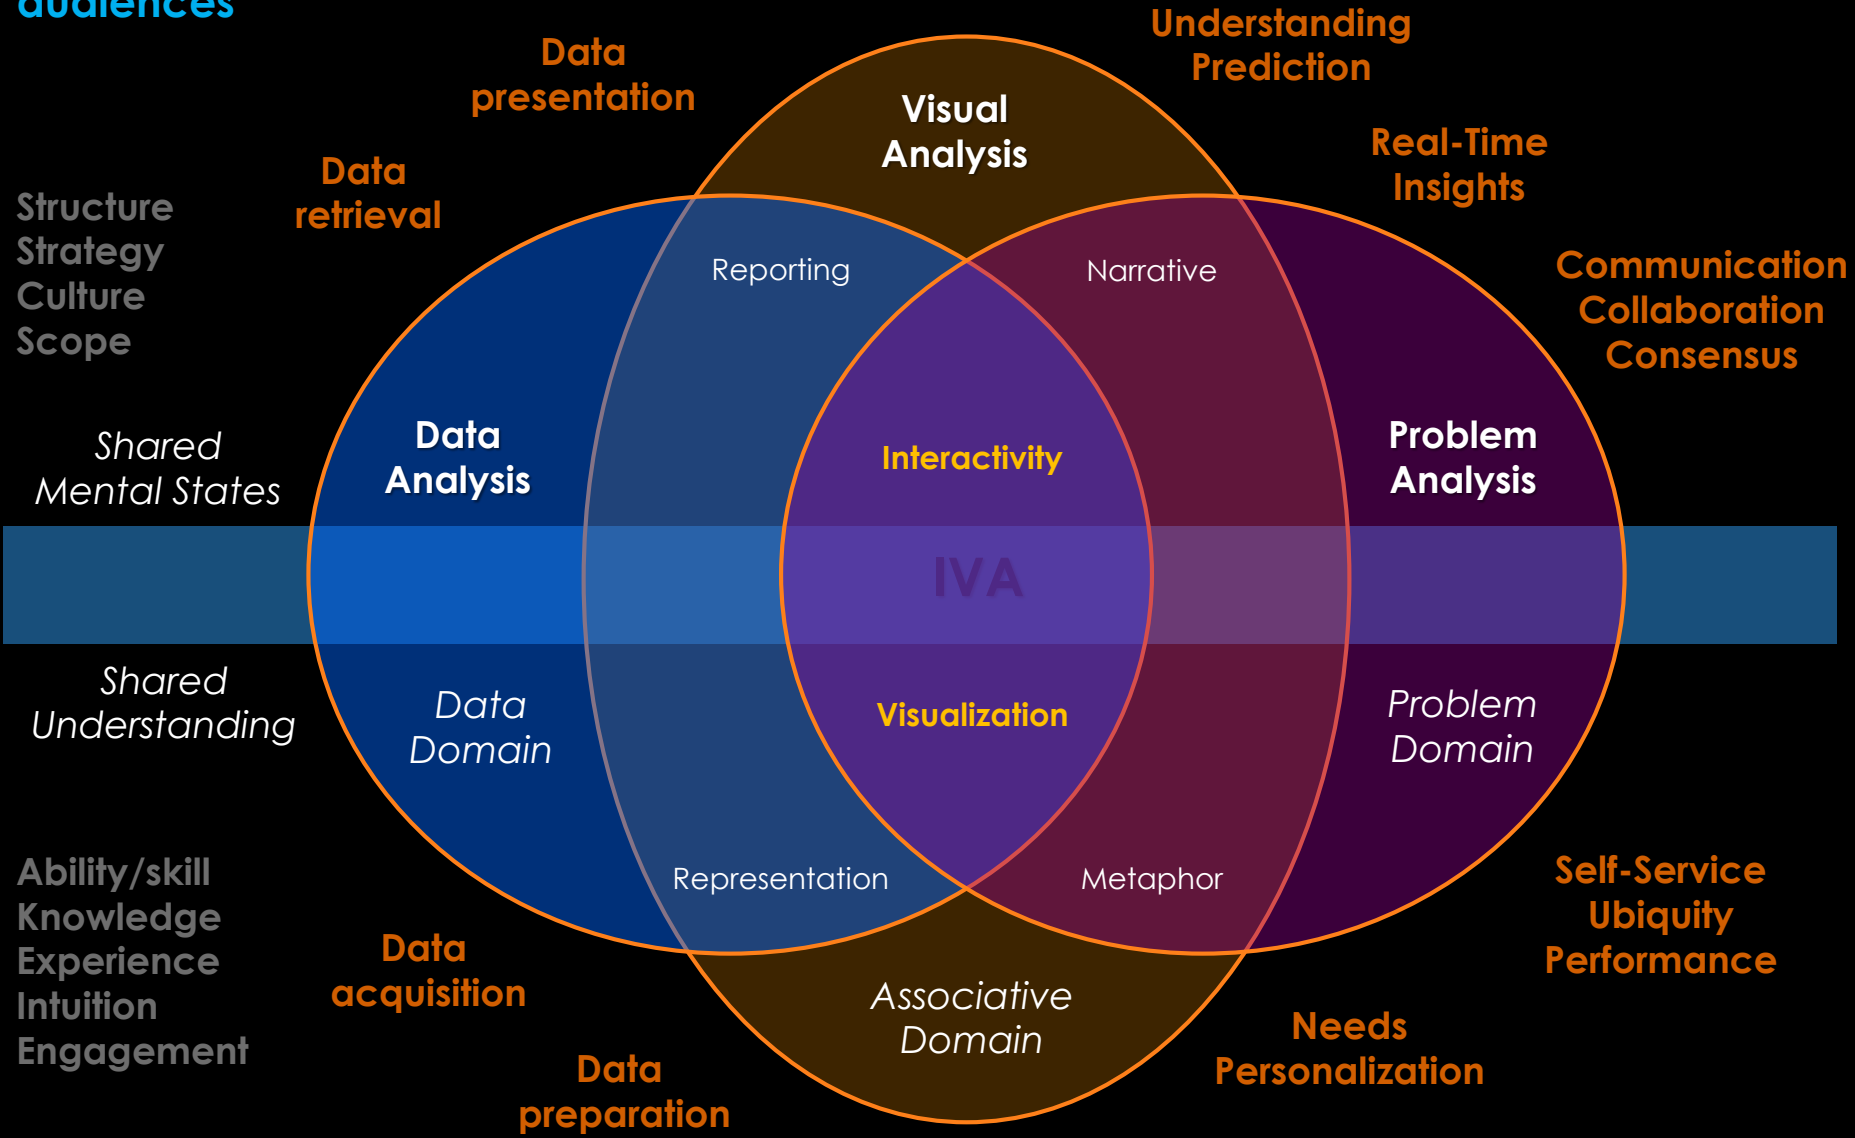 audiences
Understanding
Prediction
Data
presentation
Visual
Analysis
Real-Time
Insights
Data
retrieval
Structure
Strategy
Culture
Scope
Reporting
Narrative
Communication
Collaboration
Consensus
Shared
Mental States
Data
Analysis
Interactivity
Problem
Analysis
IVA
Shared
Understanding
Data
Domain
Visualization
Problem
Domain
Ability/skill
Knowledge
Experience
Intuition
Engagement
Representation
Metaphor
Self-Service
Ubiquity
Performance
Data
acquisition
Associative
Domain
Needs
Personalization
Data
preparation